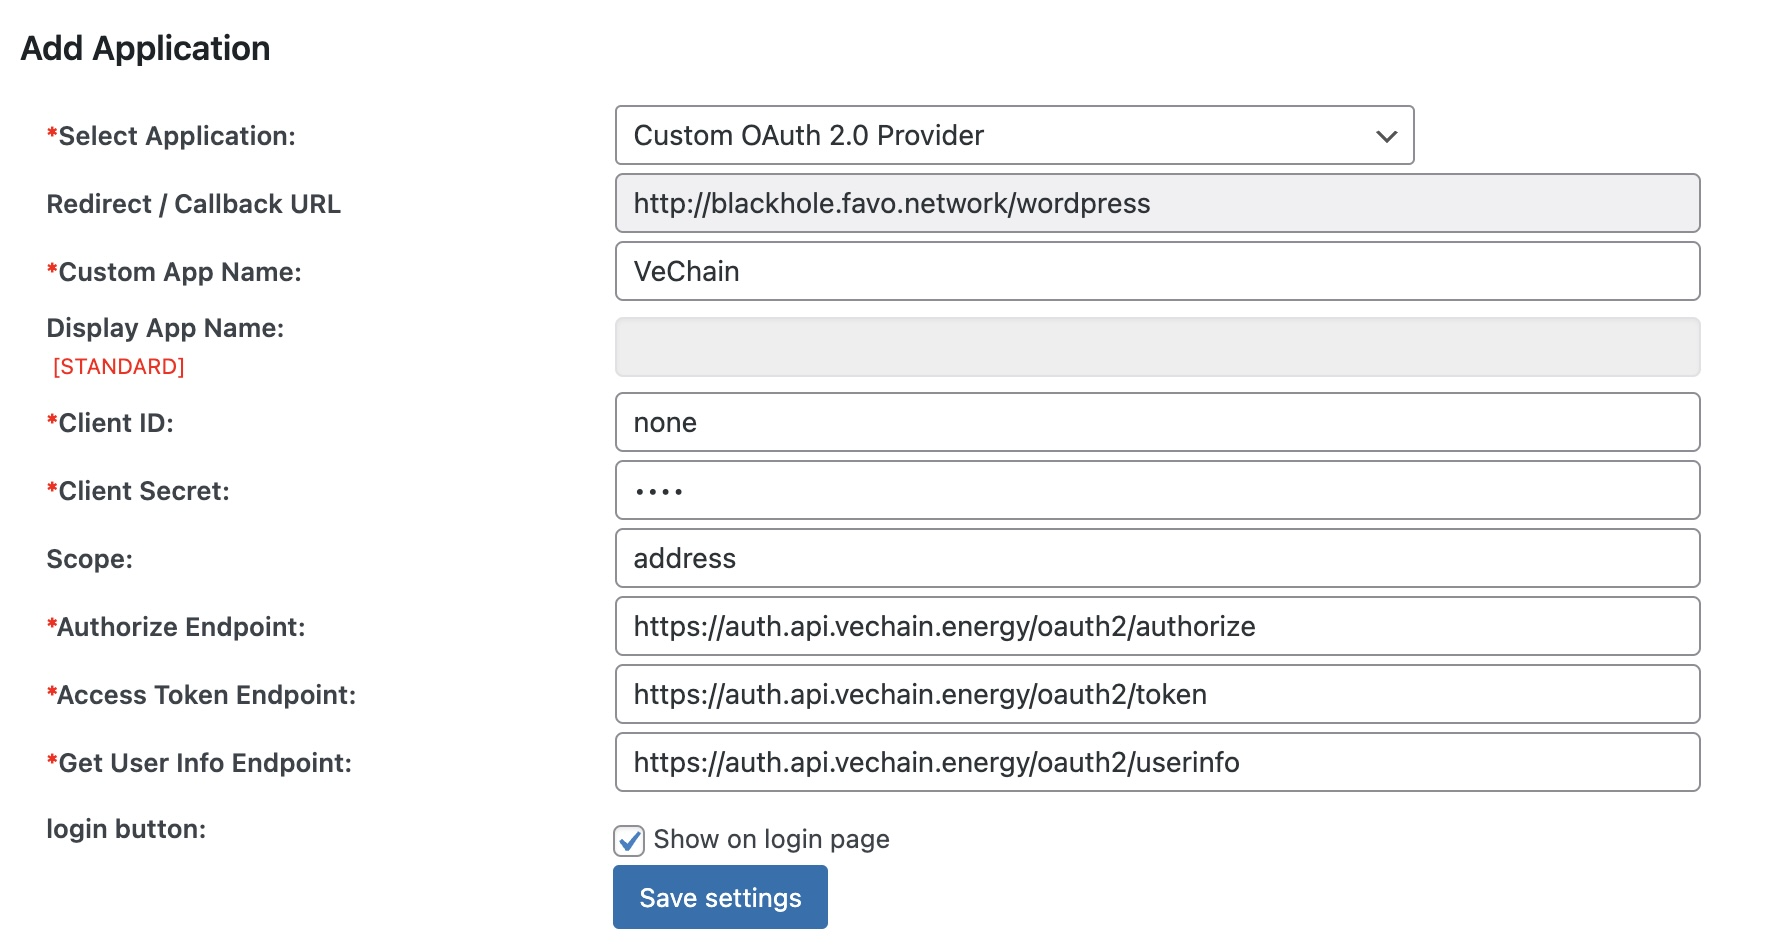 Add Application
*Select Application:
Custom OAuth 2.0 Provider
Redirect / Callback URL
http://blackhole.favo.network/wordpress
*Custom App Name:
VeChain
Display App Name:
[STANDARD]
*Client ID:
none
*Client Secret:
••••
Scope:
address
*Authorize Endpoint:
https://auth.api.vechain.energy/oauth2/authorize
*Access Token Endpoint:
https://auth.api.vechain.energy/oauth2/token
*Get User Info Endpoint:
https://auth.api.vechain.energy/oauth2/userinfo
login button:
Show on login page
Save settings